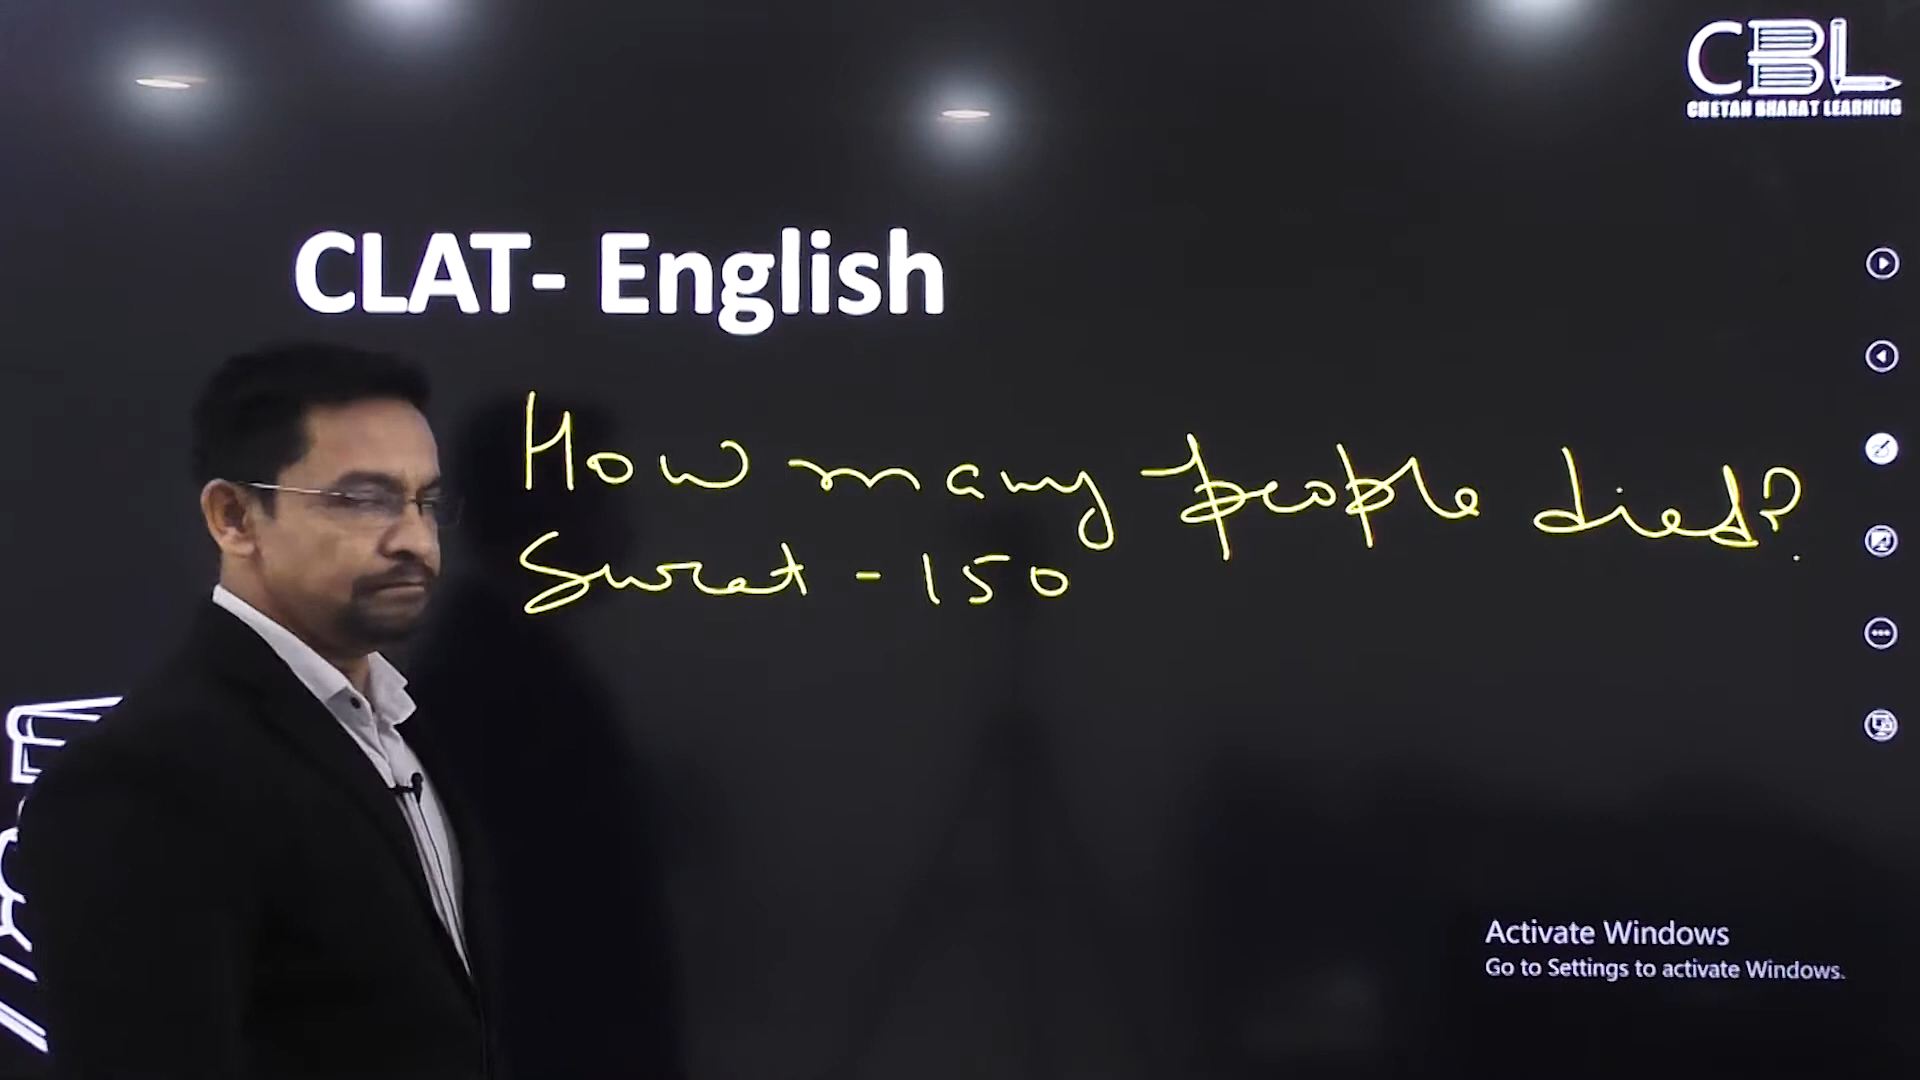 CBL
CHETAN BHARAT LEARNING
CLAT- English
How many people died?
Surat - 150
Activate Windows
Go to Settings to activate Windows.